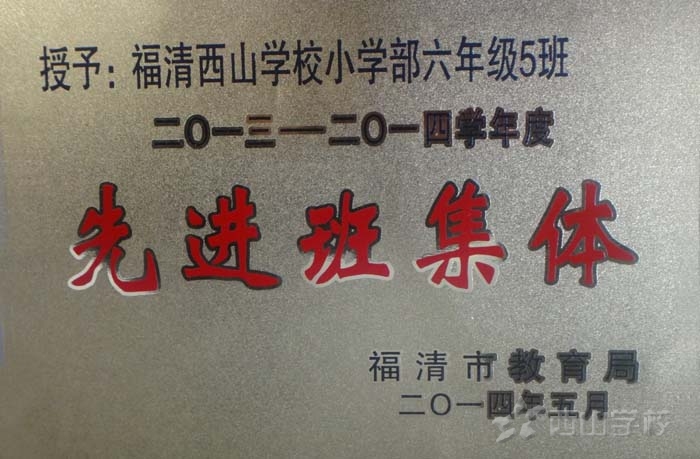 授予：福清西山学校小学部六年级5班
二〇一三—二〇一四学年度
先进班集体
福清市教育局
二〇一四年五月
西山学校